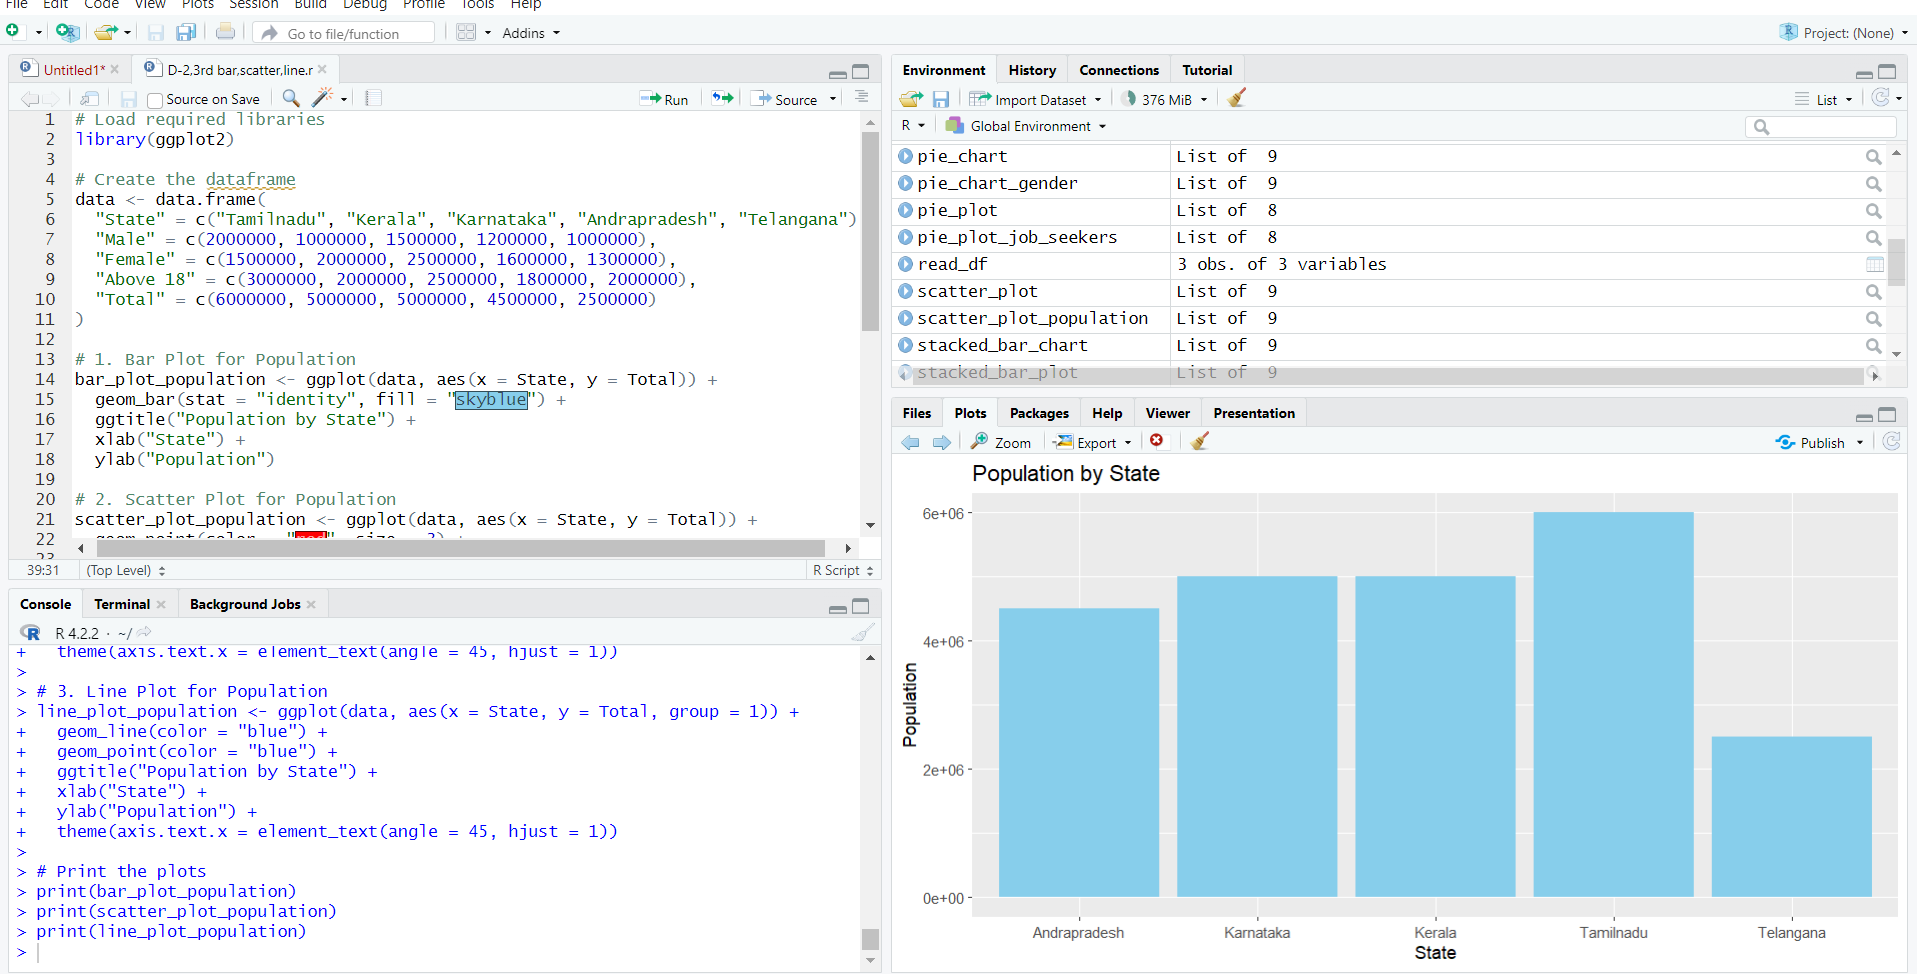 File Edit Code View Plots Session Build Debug Profile Tools Help
Go to file/function Addins Project: (None)
Untitled1* D-2,3rd bar,scatter,line.r
Source on Save Run Source
1 # Load required libraries
2 library(ggplot2)
3
4 # Create the dataframe
5 data <- data.frame(
6 "State" = c("Tamilnadu", "Kerala", "Karnataka", "Andrapradesh", "Telangana")
7 "Male" = c(2000000, 1000000, 1500000, 1200000, 1000000),
8 "Female" = c(1500000, 2000000, 2500000, 1600000, 1300000),
9 "Above 18" = c(3000000, 2000000, 2500000, 1800000, 2000000),
10 "Total" = c(6000000, 5000000, 5000000, 4500000, 2500000)
11 )
12
13 # 1. Bar Plot for Population
14 bar_plot_population <- ggplot(data, aes(x = State, y = Total)) +
15 geom_bar(stat = "identity", fill = "skyblue") +
16 ggtitle("Population by State") +
17 xlab("State") +
18 ylab("Population")
19
20 # 2. Scatter Plot for Population
21 scatter_plot_population <- ggplot(data, aes(x = State, y = Total)) +
22 geom_point(color = "red", size = 3) +
23
39:31 (Top Level) R Script
Console Terminal Background Jobs
R 4.2.2 · ~/
+ theme(axis.text.x = element_text(angle = 45, hjust = 1))
>
> # 3. Line Plot for Population
> line_plot_population <- ggplot(data, aes(x = State, y = Total, group = 1)) +
+ geom_line(color = "blue") +
+ geom_point(color = "blue") +
+ ggtitle("Population by State") +
+ xlab("State") +
+ ylab("Population") +
+ theme(axis.text.x = element_text(angle = 45, hjust = 1))
>
> # Print the plots
> print(bar_plot_population)
> print(scatter_plot_population)
> print(line_plot_population)
>
Environment History Connections Tutorial
Import Dataset 376 MiB List
R Global Environment
pie_chart List of 9
pie_chart_gender List of 9
pie_plot List of 8
pie_plot_job_seekers List of 8
read_df 3 obs. of 3 variables
scatter_plot List of 9
scatter_plot_population List of 9
stacked_bar_chart List of 9
stacked_bar_plot List of 9
Files Plots Packages Help Viewer Presentation
Zoom Export Publish
Population by State
6e+06
4e+06
2e+06
0e+00
Population
Andrapradesh Karnataka Kerala Tamilnadu Telangana
State